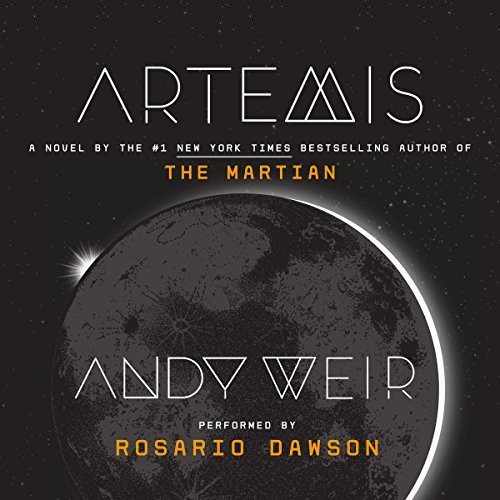 ARTEMIS
A NOVEL BY THE #1 NEW YORK TIMES BESTSELLING AUTHOR OF
THE MARTIAN
ANDY WEIR
PERFORMED BY
ROSARIO DAWSON